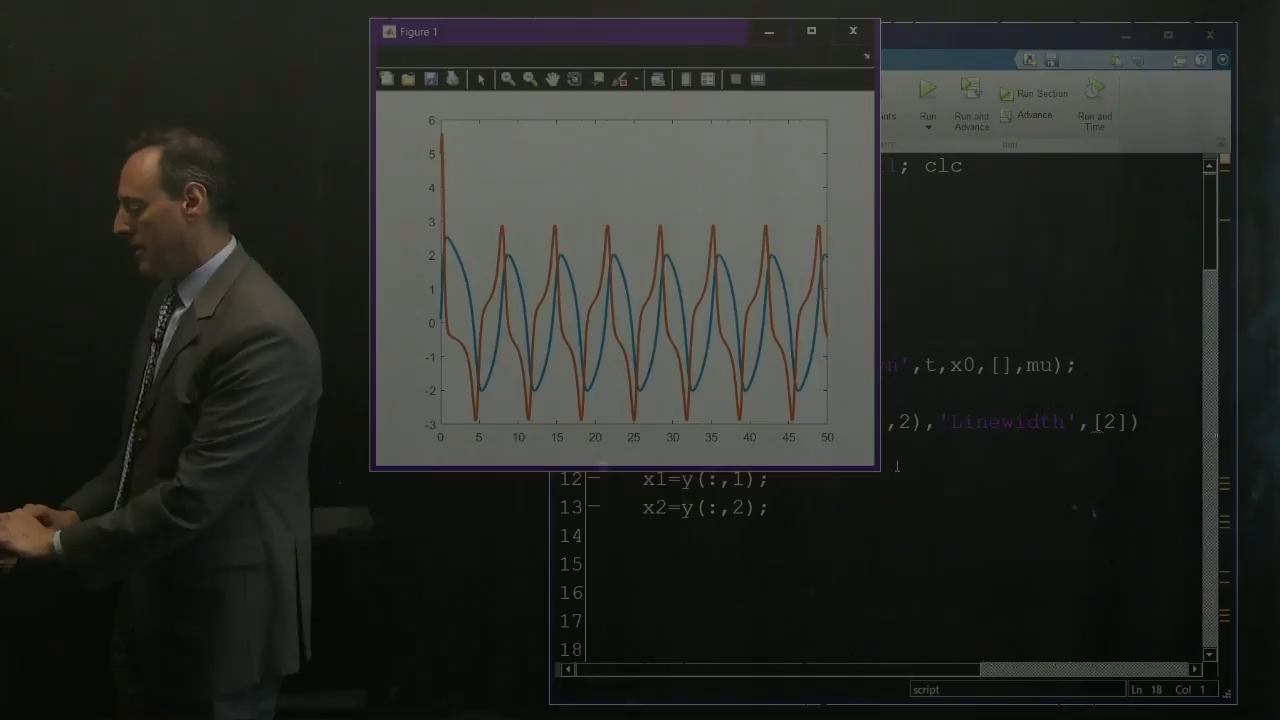 Figure 1
6
5
4
3
2
1
0
-1
-2
-3
0 5 10 15 20 25 30 35 40 45 50
Run
Run and
Advance
Run Section
Advance
Run and
Time
RUN
; clc
',t,x0,[],mu);
,2),'Linewidth',[2])
12 x1=y(:,1);
13 x2=y(:,2);
14
15
16
17
18
script
Ln 18 Col 1